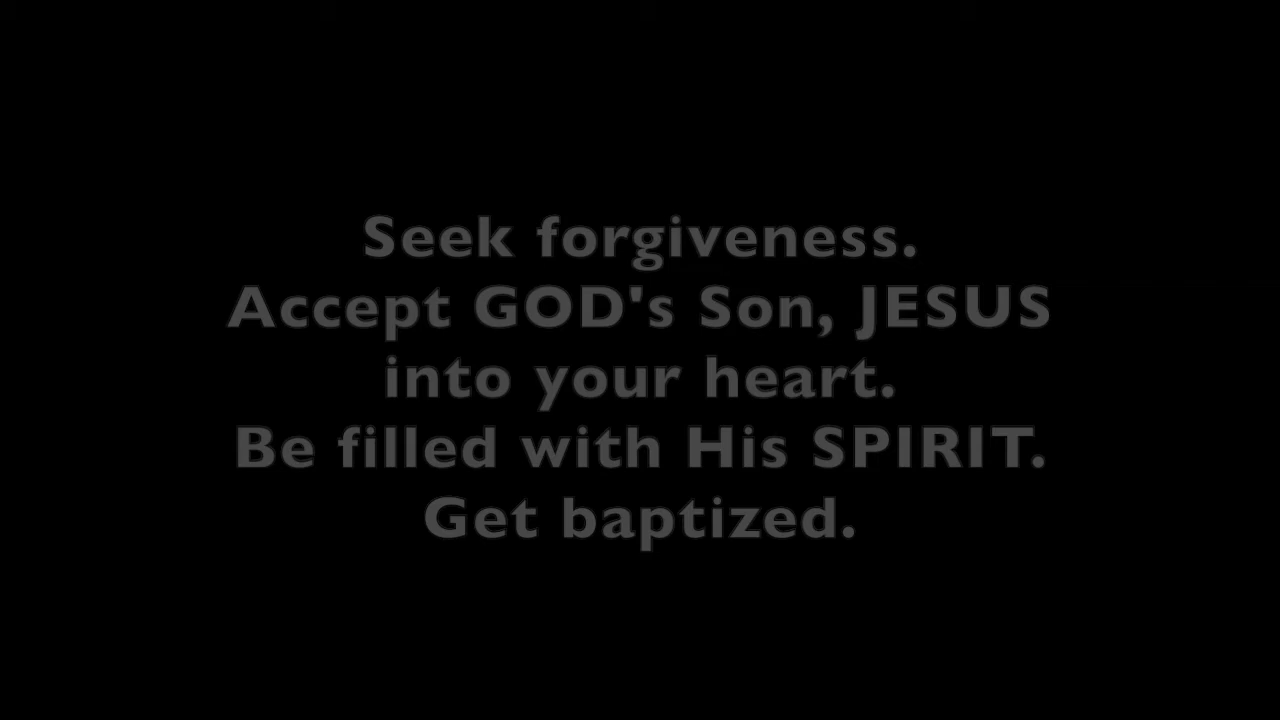 Seek forgiveness.
Accept GOD's Son, JESUS
into your heart.
Be filled with His SPIRIT.
Get baptized.